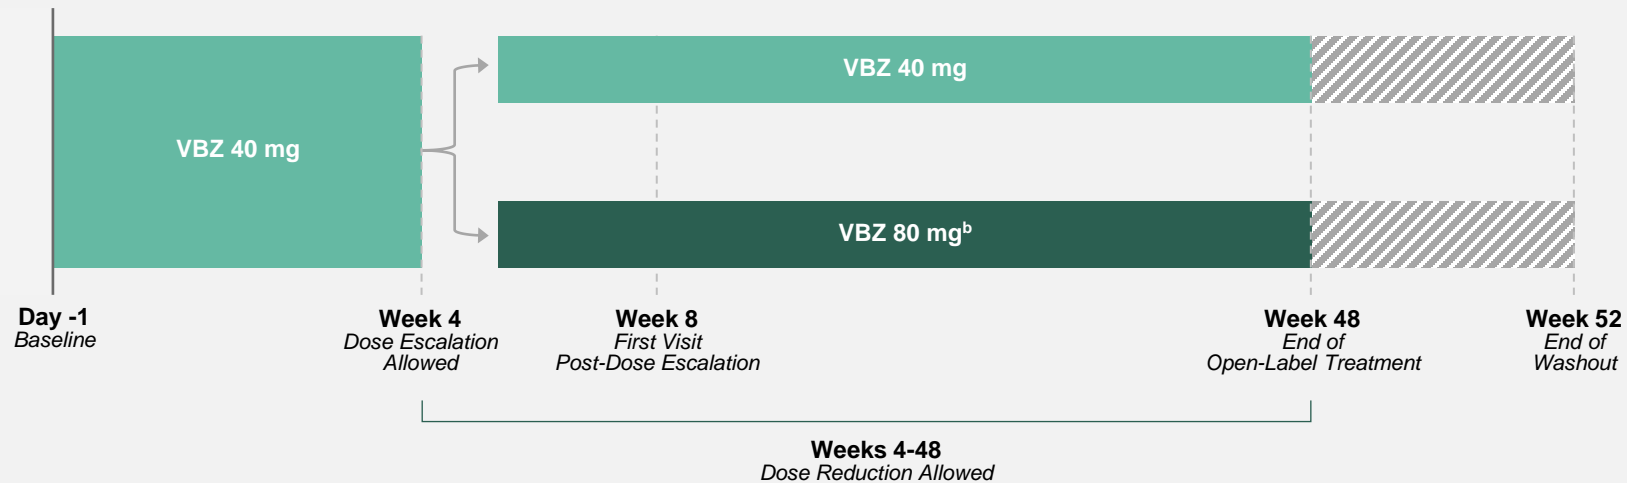 VBZ 40 mg
VBZ 40 mg
VBZ 80 mgᵇ
Day -1
Baseline
Week 4
Dose Escalation
Allowed
Week 8
First Visit
Post-Dose Escalation
Week 48
End of
Open-Label Treatment
Week 52
End of
Washout
Weeks 4-48
Dose Reduction Allowed